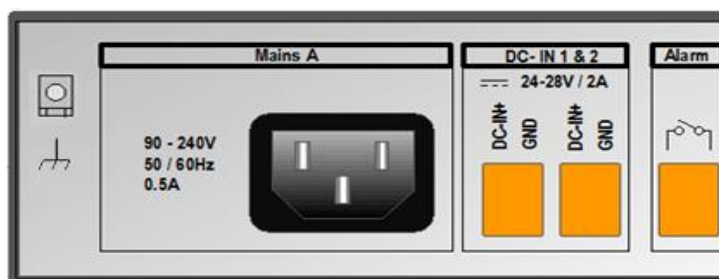 Mains A
90 - 240V
50 / 60Hz
0.5A
DC- IN 1 & 2
24-28V / 2A
DC-IN+
GND
DC-IN+
GND
Alarm